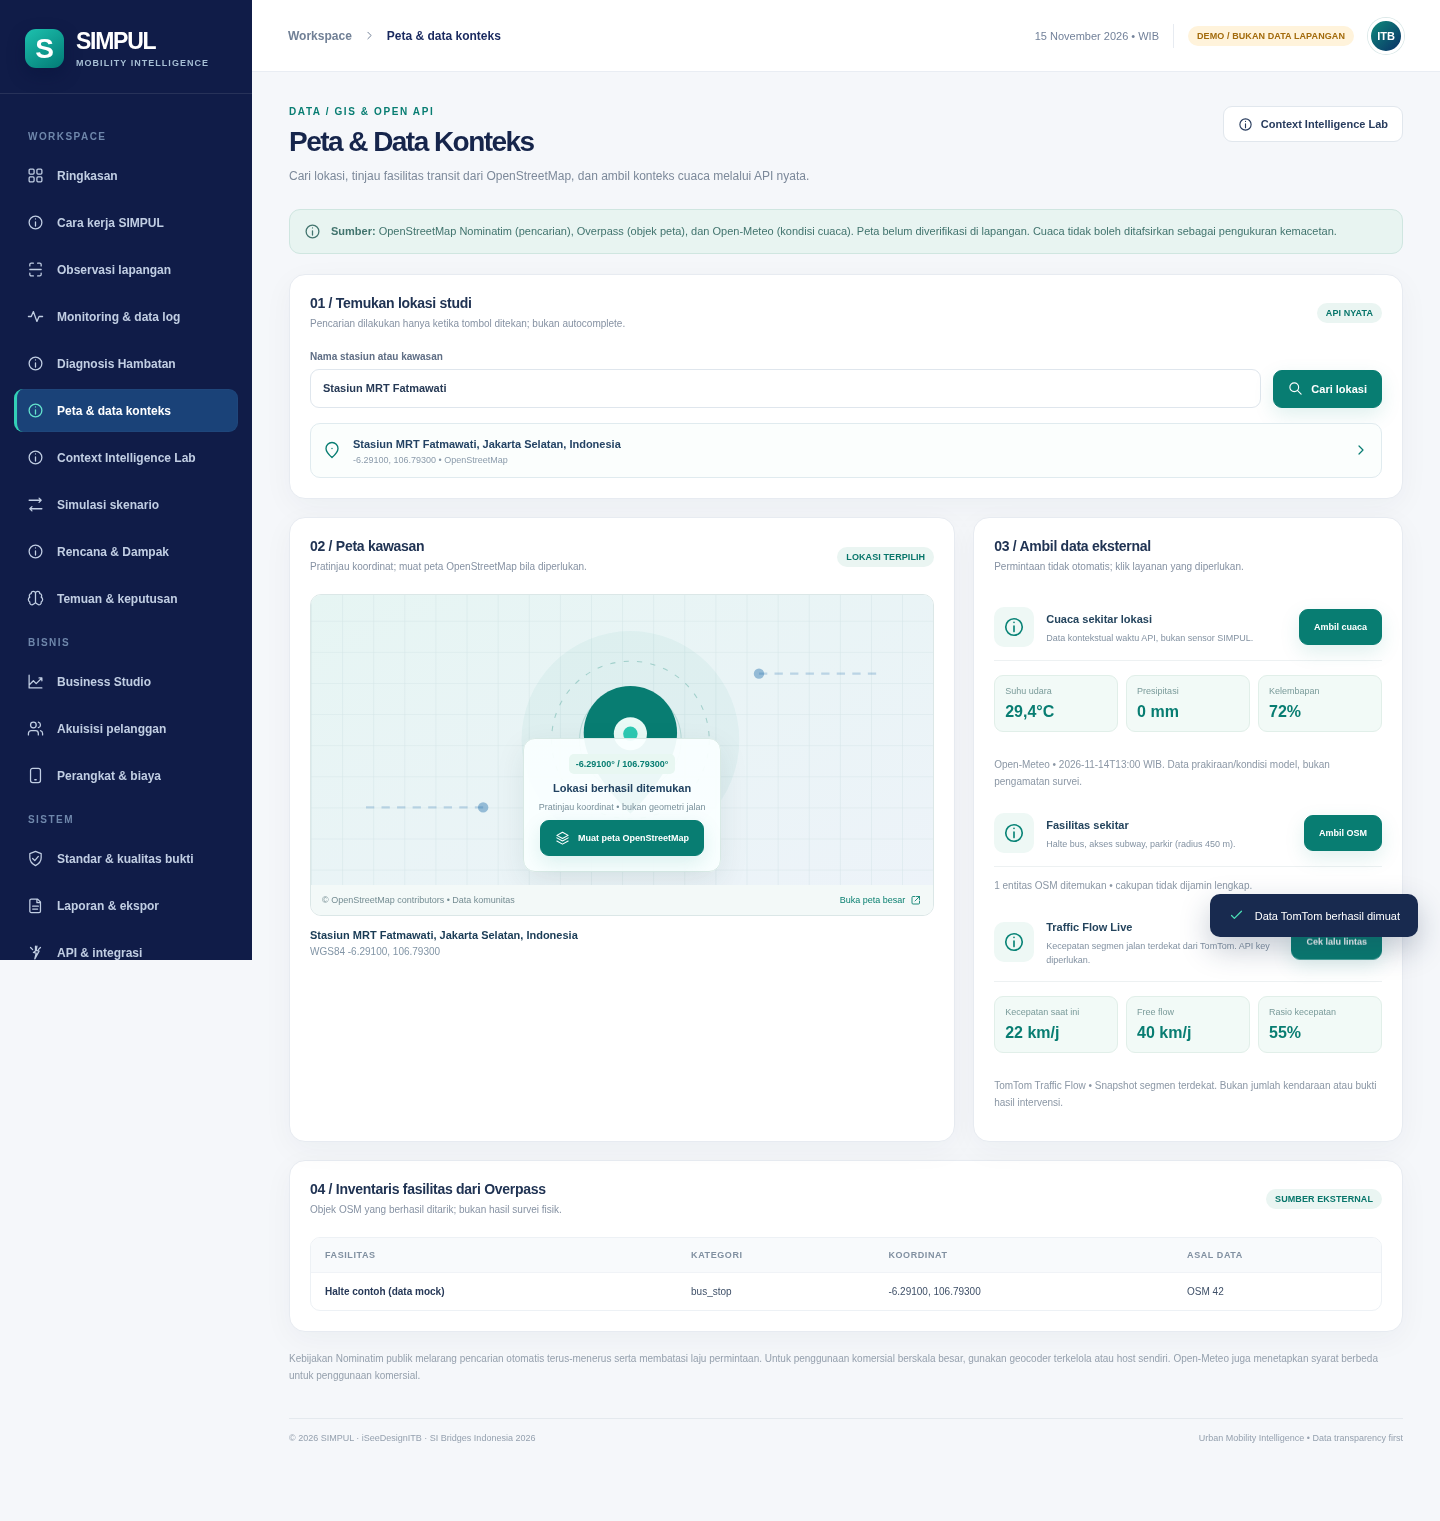 S
SIMPUL
MOBILITY INTELLIGENCE
WORKSPACE
Ringkasan
Cara kerja SIMPUL
Observasi lapangan
Monitoring & data log
Diagnosis Hambatan
Peta & data konteks
Context Intelligence Lab
Simulasi skenario
Rencana & Dampak
Temuan & keputusan
BISNIS
Business Studio
Akuisisi pelanggan
Perangkat & biaya
SISTEM
Standar & kualitas bukti
Laporan & ekspor
API & integrasi
Workspace
Peta & data konteks
15 November 2026 • WIB
DEMO / BUKAN DATA LAPANGAN
ITB
DATA / GIS & OPEN API
Peta & Data Konteks
Cari lokasi, tinjau fasilitas transit dari OpenStreetMap, dan ambil konteks cuaca melalui API nyata.
Context Intelligence Lab
Sumber: OpenStreetMap Nominatim (pencarian), Overpass (objek peta), dan Open-Meteo (kondisi cuaca). Peta belum diverifikasi di lapangan. Cuaca tidak boleh ditafsirkan sebagai pengukuran kemacetan.
01 / Temukan lokasi studi
Pencarian dilakukan hanya ketika tombol ditekan; bukan autocomplete.
API NYATA
Nama stasiun atau kawasan
Stasiun MRT Fatmawati
Cari lokasi
Stasiun MRT Fatmawati, Jakarta Selatan, Indonesia
-6.29100, 106.79300 • OpenStreetMap
02 / Peta kawasan
Pratinjau koordinat; muat peta OpenStreetMap bila diperlukan.
LOKASI TERPILIH
-6.29100° / 106.79300°
Lokasi berhasil ditemukan
Pratinjau koordinat • bukan geometri jalan
Muat peta OpenStreetMap
© OpenStreetMap contributors • Data komunitas
Buka peta besar
Stasiun MRT Fatmawati, Jakarta Selatan, Indonesia
WGS84 -6.29100, 106.79300
03 / Ambil data eksternal
Permintaan tidak otomatis; klik layanan yang diperlukan.
Cuaca sekitar lokasi
Data kontekstual waktu API, bukan sensor SIMPUL.
Ambil cuaca
Suhu udara
29,4°C
Presipitasi
0 mm
Kelembapan
72%
Open-Meteo • 2026-11-14T13:00 WIB. Data prakiraan/kondisi model, bukan
pengamatan survei.
Fasilitas sekitar
Halte bus, akses subway, parkir (radius 450 m).
Ambil OSM
1 entitas OSM ditemukan • cakupan tidak dijamin lengkap.
Data TomTom berhasil dimuat
Traffic Flow Live
Kecepatan segmen jalan terdekat dari TomTom. API key
diperlukan.
Cek lalu lintas
Kecepatan saat ini
22 km/j
Free flow
40 km/j
Rasio kecepatan
55%
TomTom Traffic Flow • Snapshot segmen terdekat. Bukan jumlah kendaraan atau bukti
hasil intervensi.
04 / Inventaris fasilitas dari Overpass
Objek OSM yang berhasil ditarik; bukan hasil survei fisik.
SUMBER EKSTERNAL
FASILITAS KATEGORI KOORDINAT ASAL DATA
Halte contoh (data mock) bus_stop -6.29100, 106.79300 OSM 42
Kebijakan Nominatim publik melarang pencarian otomatis terus-menerus serta membatasi laju permintaan. Untuk penggunaan komersial berskala besar, gunakan geocoder terkelola atau host sendiri. Open-Meteo juga menetapkan syarat berbeda
untuk penggunaan komersial.
© 2026 SIMPUL · iSeeDesignITB · SI Bridges Indonesia 2026
Urban Mobility Intelligence • Data transparency first